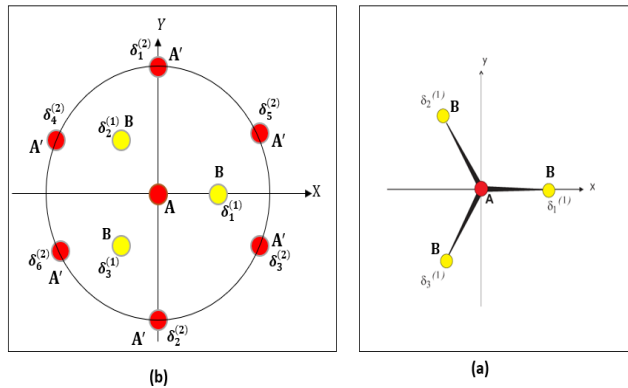 Y
δ₁⁽²⁾ A′
δ₄⁽²⁾
δ₅⁽²⁾
B
δ₂⁽¹⁾
A′
A′
B
X
A
δ₁⁽¹⁾
B
A′
δ₃⁽¹⁾
δ₃⁽²⁾
δ₆⁽²⁾
A′
A′ δ₂⁽²⁾
(b)
y
B
δ₂⁽¹⁾
B
x
A
δ₁⁽¹⁾
B
δ₃⁽¹⁾
(a)